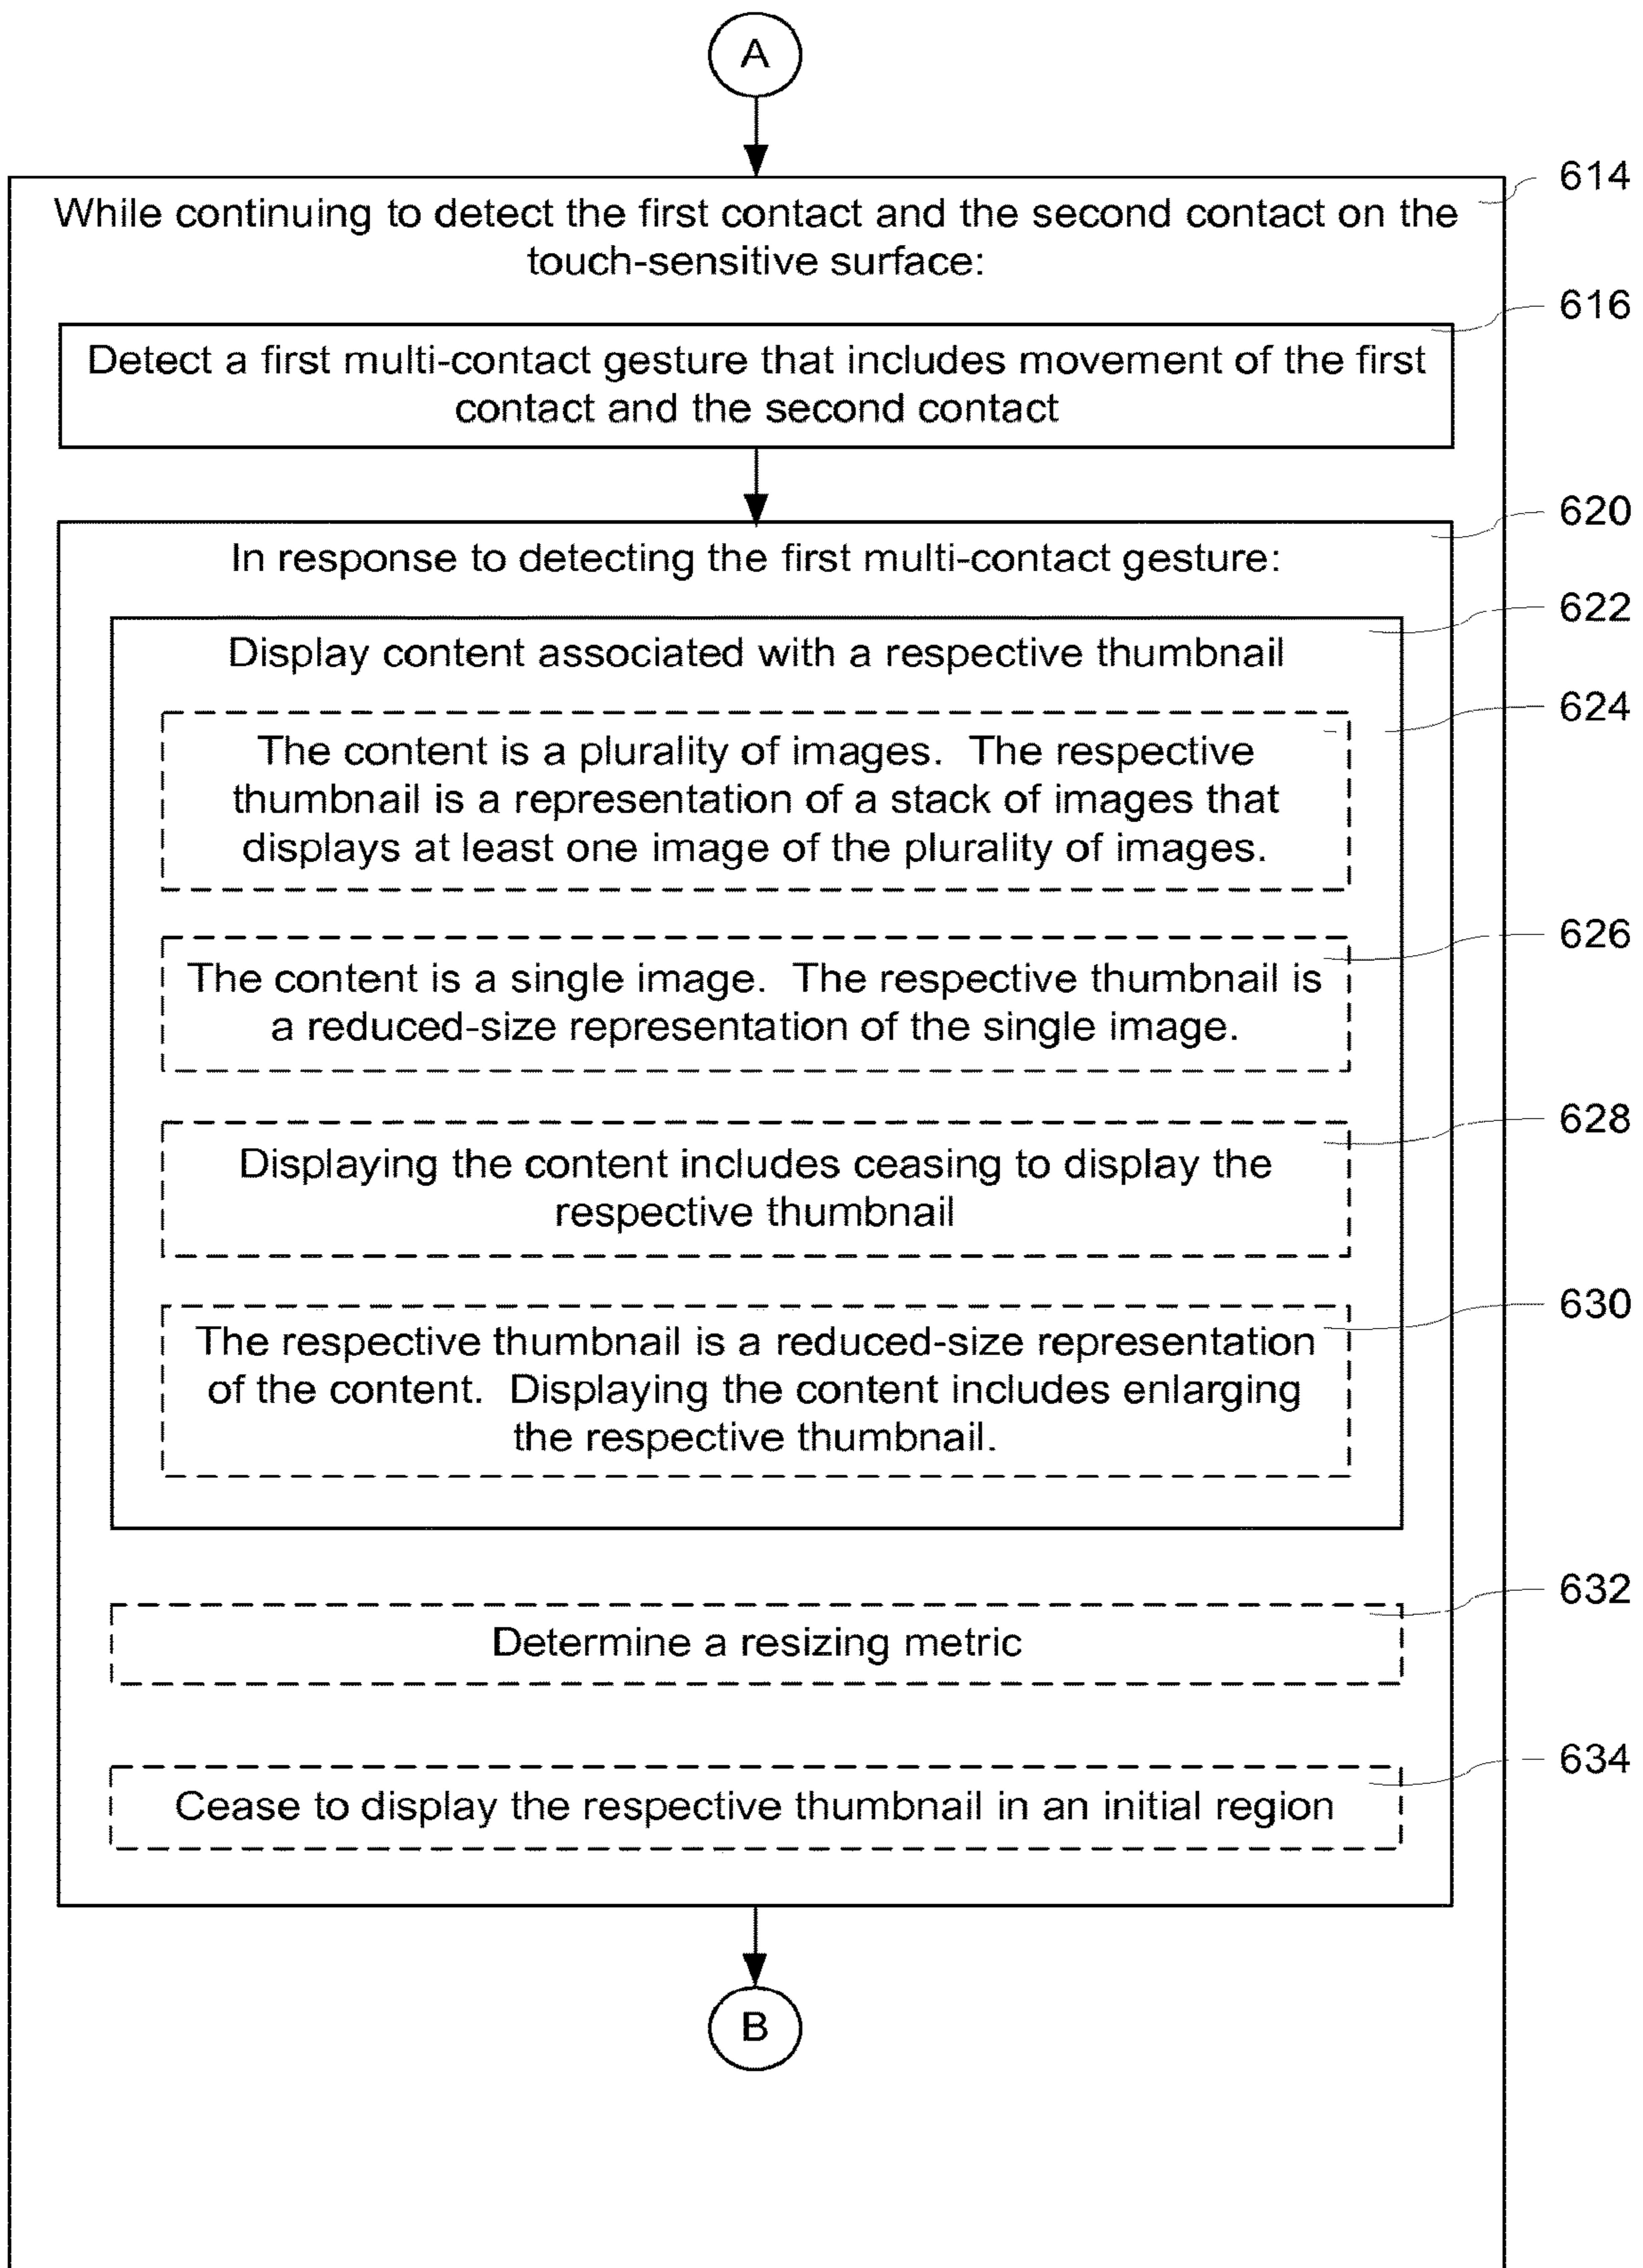 A
614
While continuing to detect the first contact and the second contact on the
touch-sensitive surface:
616
Detect a first multi-contact gesture that includes movement of the first
contact and the second contact
620
In response to detecting the first multi-contact gesture:
622
Display content associated with a respective thumbnail
624
The content is a plurality of images.  The respective
thumbnail is a representation of a stack of images that
displays at least one image of the plurality of images.
626
The content is a single image.  The respective thumbnail is
a reduced-size representation of the single image.
628
Displaying the content includes ceasing to display the
respective thumbnail
630
The respective thumbnail is a reduced-size representation
of the content.  Displaying the content includes enlarging
the respective thumbnail.
632
Determine a resizing metric
634
Cease to display the respective thumbnail in an initial region
B